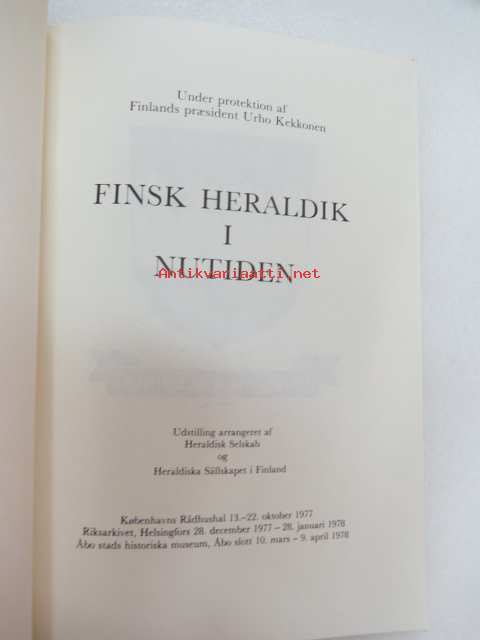 Under protektion af
Finlands præsident Urho Kekkonen
FINSK HERALDIK
I
NUTIDEN
Antikvariaatti.net
Udstilling arrangeret af
Heraldisk Selskab
og
Heraldiska Sällskapet i Finland
Københavns Rådhushal 13.–22. oktober 1977
Riksarkivet, Helsingfors 28. december 1977 – 28. januari 1978
Åbo stads historiska museum, Åbo slott 10. mars – 9. april 1978